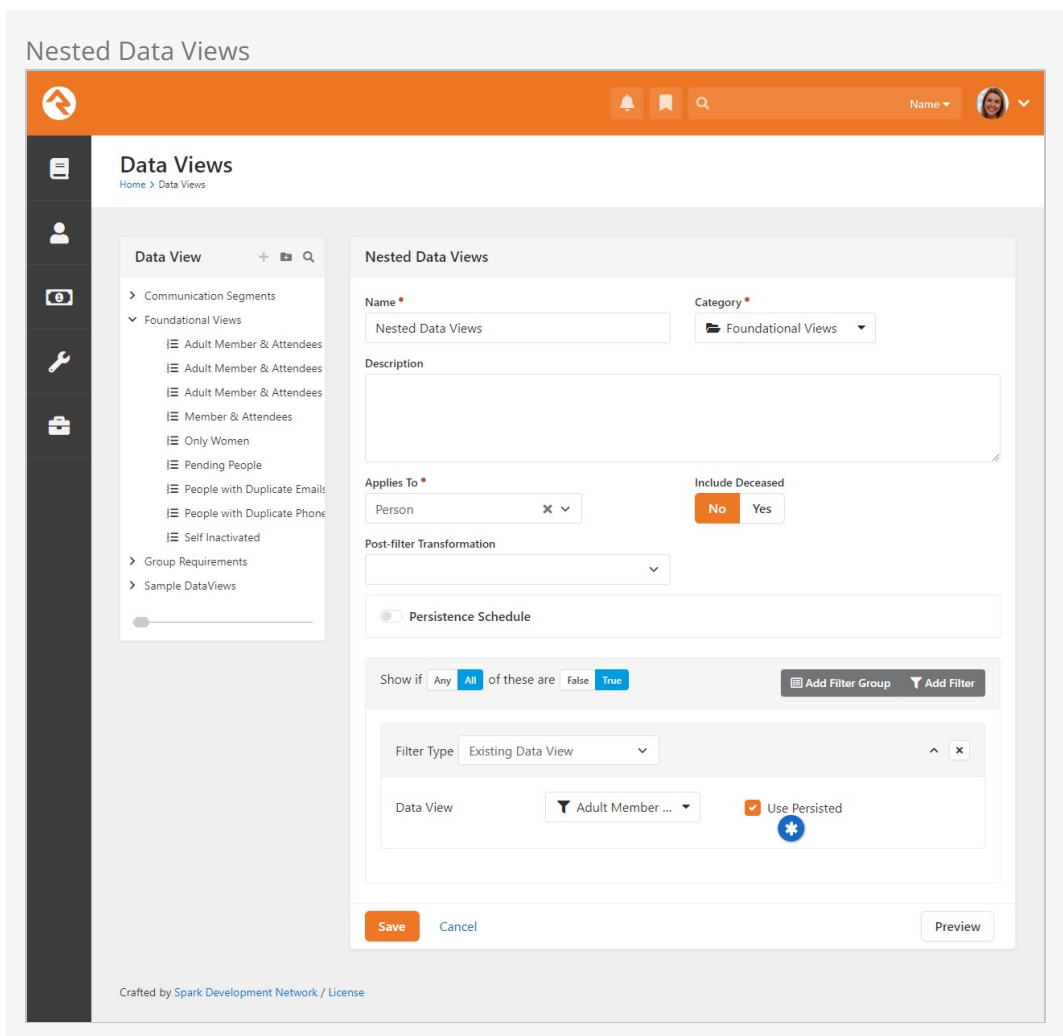 Nested Data Views
Name
Data Views
Home > Data Views
Data View
Communication Segments
Foundational Views
Adult Member & Attendees
Adult Member & Attendees
Adult Member & Attendees
Member & Attendees
Only Women
Pending People
People with Duplicate Emails
People with Duplicate Phone
Self Inactivated
Group Requirements
Sample DataViews
Nested Data Views
Name
Category
Nested Data Views
Foundational Views
Description
Applies To
Include Deceased
Person
No Yes
Post-filter Transformation
Persistence Schedule
Show if Any All of these are False True
Add Filter Group Add Filter
Filter Type Existing Data View
Data View Adult Member ... Use Persisted
Save Cancel Preview
Crafted by Spark Development Network / License